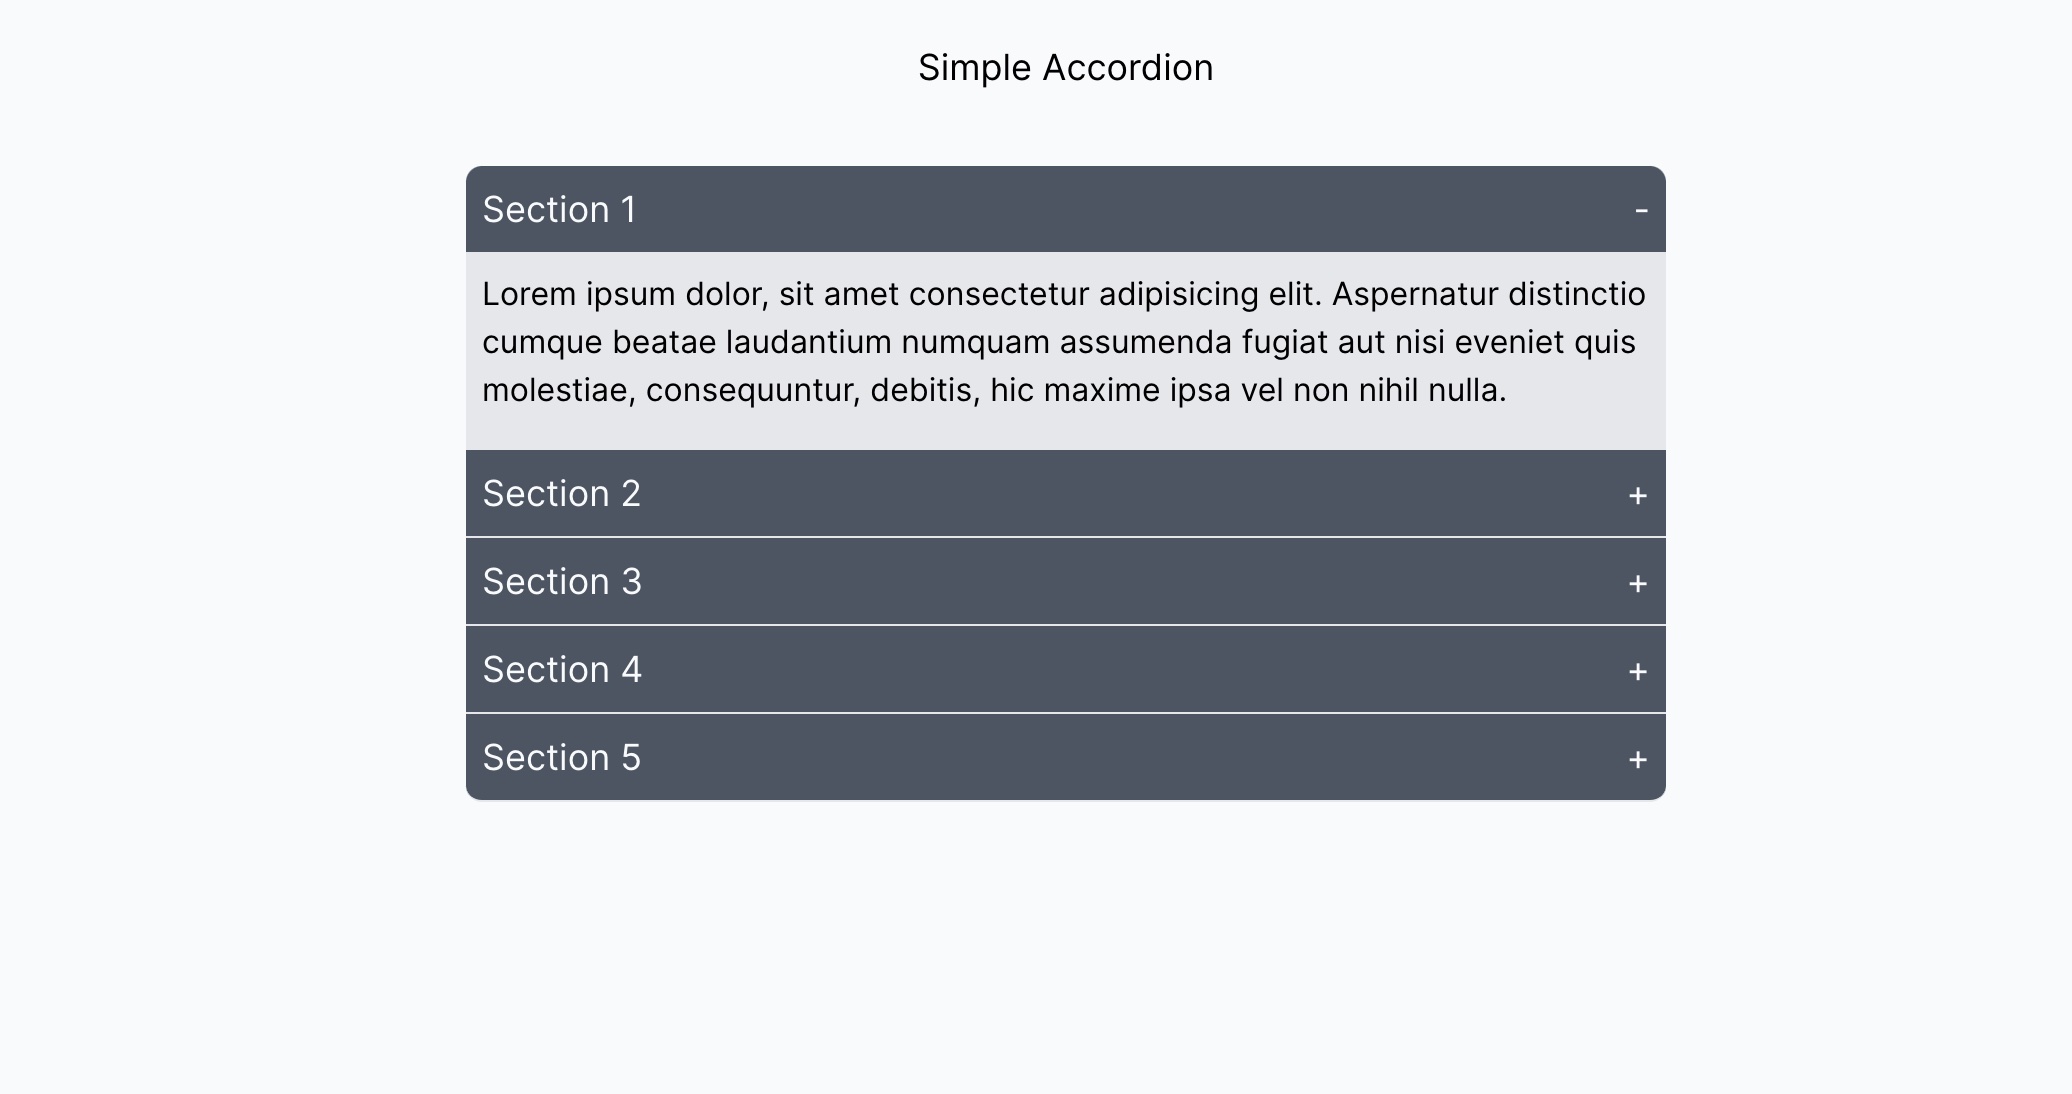 Simple Accordion
Section 1 -
Lorem ipsum dolor, sit amet consectetur adipisicing elit. Aspernatur distinctio
cumque beatae laudantium numquam assumenda fugiat aut nisi eveniet quis
molestiae, consequuntur, debitis, hic maxime ipsa vel non nihil nulla.
Section 2 +
Section 3 +
Section 4 +
Section 5 +